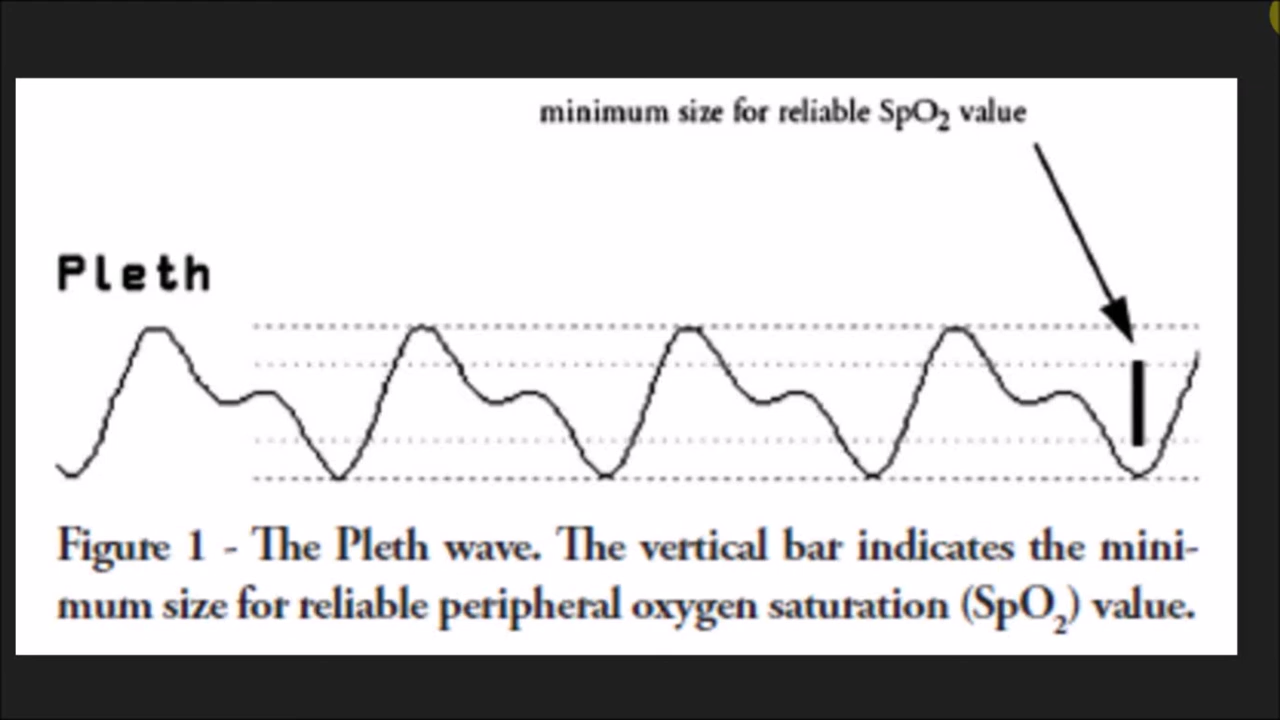 minimum size for reliable SpO₂ value
Pleth
Figure 1 - The Pleth wave. The vertical bar indicates the mini-
mum size for reliable peripheral oxygen saturation (SpO₂) value.